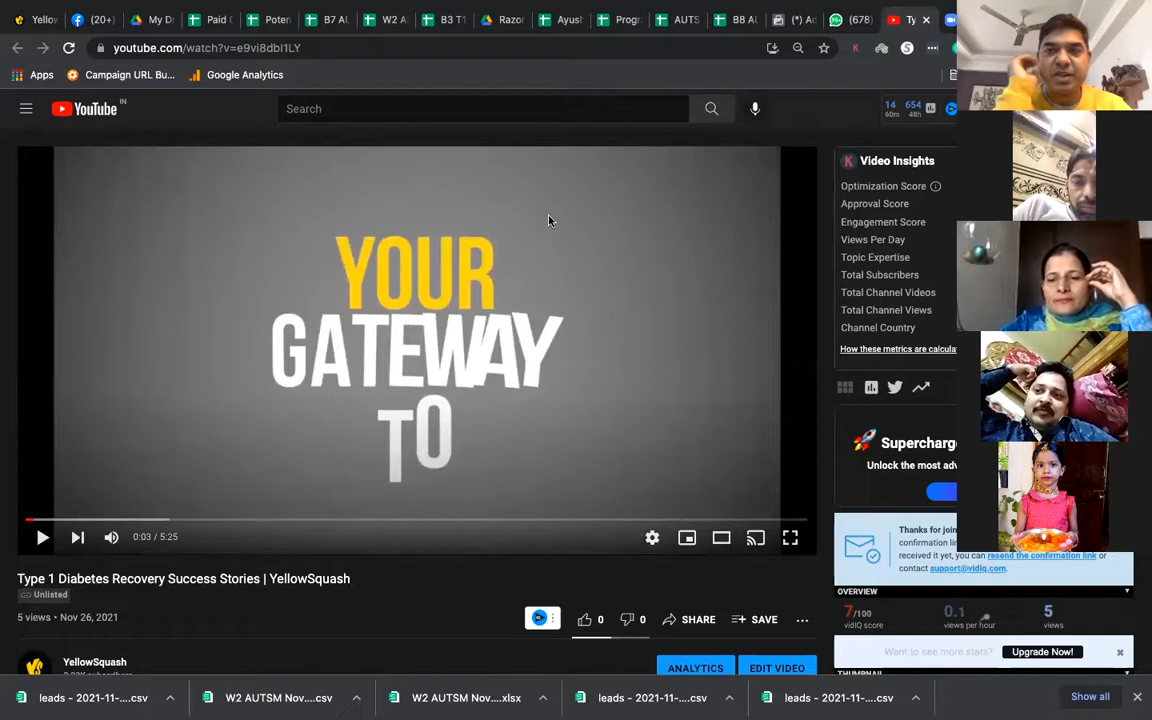 Yellow
(20+)
My Dr
Paid (
Poten
B7 AL
W2 A
B3 T1
Razor
Ayus
Progr
AUTS
B8 AL
(*) Ad
(678)
Ty
youtube.com/watch?v=e9vi8dbI1LY
Apps
Campaign URL Bu...
Google Analytics
YouTube IN
Search
14
60m
654
48h
YOUR
GATEWAY
TO
0:03 / 5:25
Type 1 Diabetes Recovery Success Stories | YellowSquash
Unlisted
5 views • Nov 26, 2021
0
0
SHARE
SAVE
YellowSquash
ANALYTICS
EDIT VIDEO
Video Insights
Optimization Score
Approval Score
Engagement Score
Views Per Day
Topic Expertise
Total Subscribers
Total Channel Videos
Total Channel Views
Channel Country
How these metrics are calcula
Supercharg
Unlock the most adv
Thanks for join
confirmation lin
received it yet, you can resend the confirmation link or
contact support@vidiq.com.
OVERVIEW
7/100
vidIQ score
0.1
views per hour
5
views
Want to see more stats?
Upgrade Now!
leads - 2021-11-....csv
W2 AUTSM Nov....csv
W2 AUTSM Nov....xlsx
leads - 2021-11-....csv
leads - 2021-11-....csv
Show all